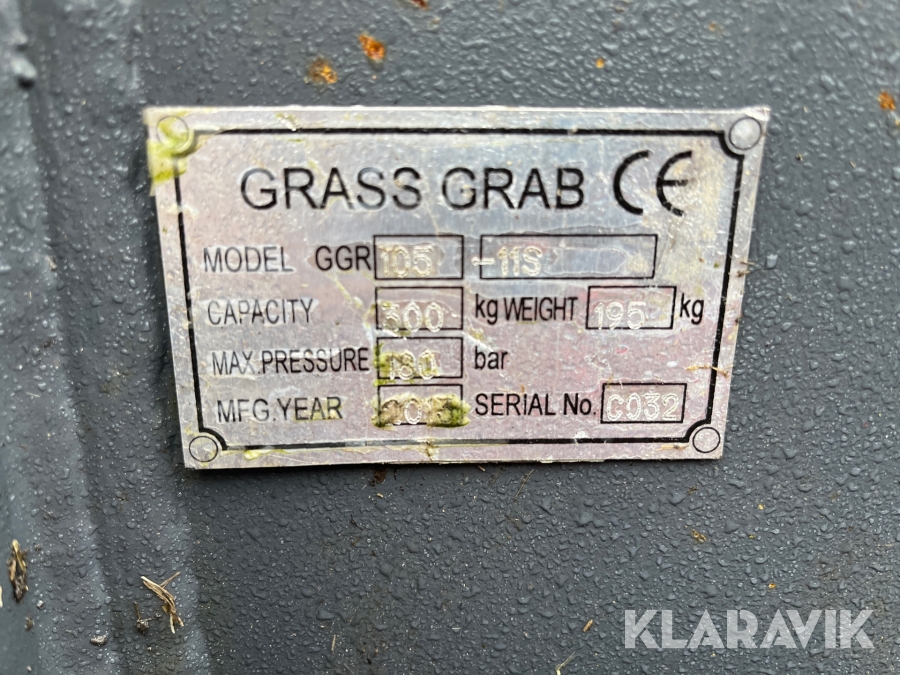 GRASS GRAB CE
MODEL GGR 105 -11S
CAPACITY 300 kg WEIGHT 195 kg
MAX.PRESSURE 180 bar
MFG.YEAR SERIAL No. C032
KLARAVIK